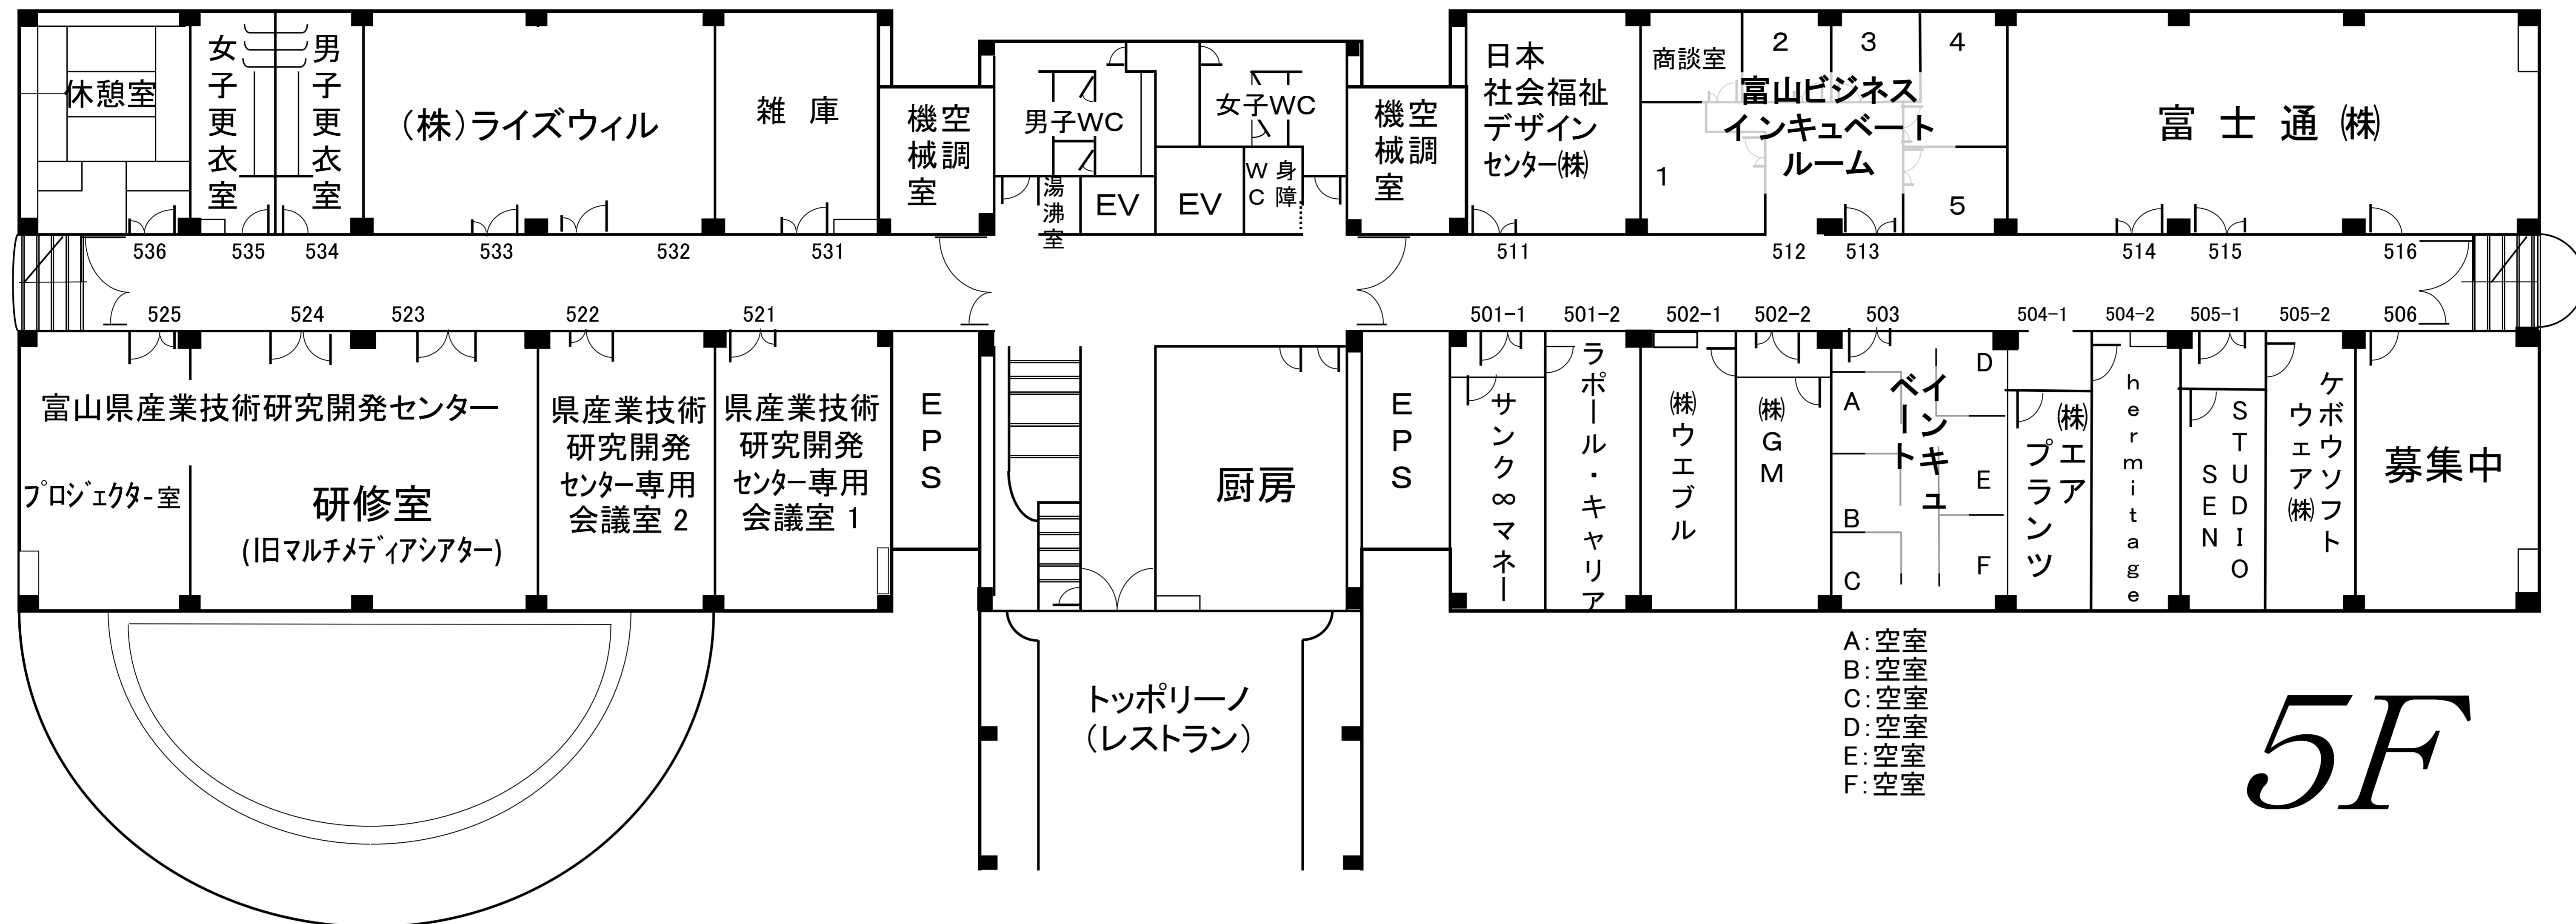 休憩室
女子更衣室
男子更衣室
（株）ライズウィル
雑 庫
空調
機械室
男子WC
女子WC
湯沸室
EV
EV
身障
WC
空調
機械室
日本
社会福祉
デザイン
センター㈱
商談室
1
2
3
4
5
富山ビジネス
インキュベート
ルーム
富 士 通 ㈱
536
535
534
533
532
531
511
512
513
514
515
516
525
524
523
522
521
501-1
501-2
502-1
502-2
503
504-1
504-2
505-1
505-2
506
富山県産業技術研究開発センター
プロジェクター室
研修室
(旧マルチメディアシアター)
県産業技術
研究開発
センター専用
会議室 2
県産業技術
研究開発
センター専用
会議室 1
EPS
厨房
EPS
サンク∞マネー
ラポール・キャリア
㈱ウエブル
㈱GM
A
B
C
インキュ
ベート
D
E
F
㈱エア
プランツ
hermitage
STUDIO
SEN
ケボウソフト
ウェア㈱
募集中
トッポリーノ
（レストラン）
A：空室
B：空室
C：空室
D：空室
E：空室
F：空室
5F